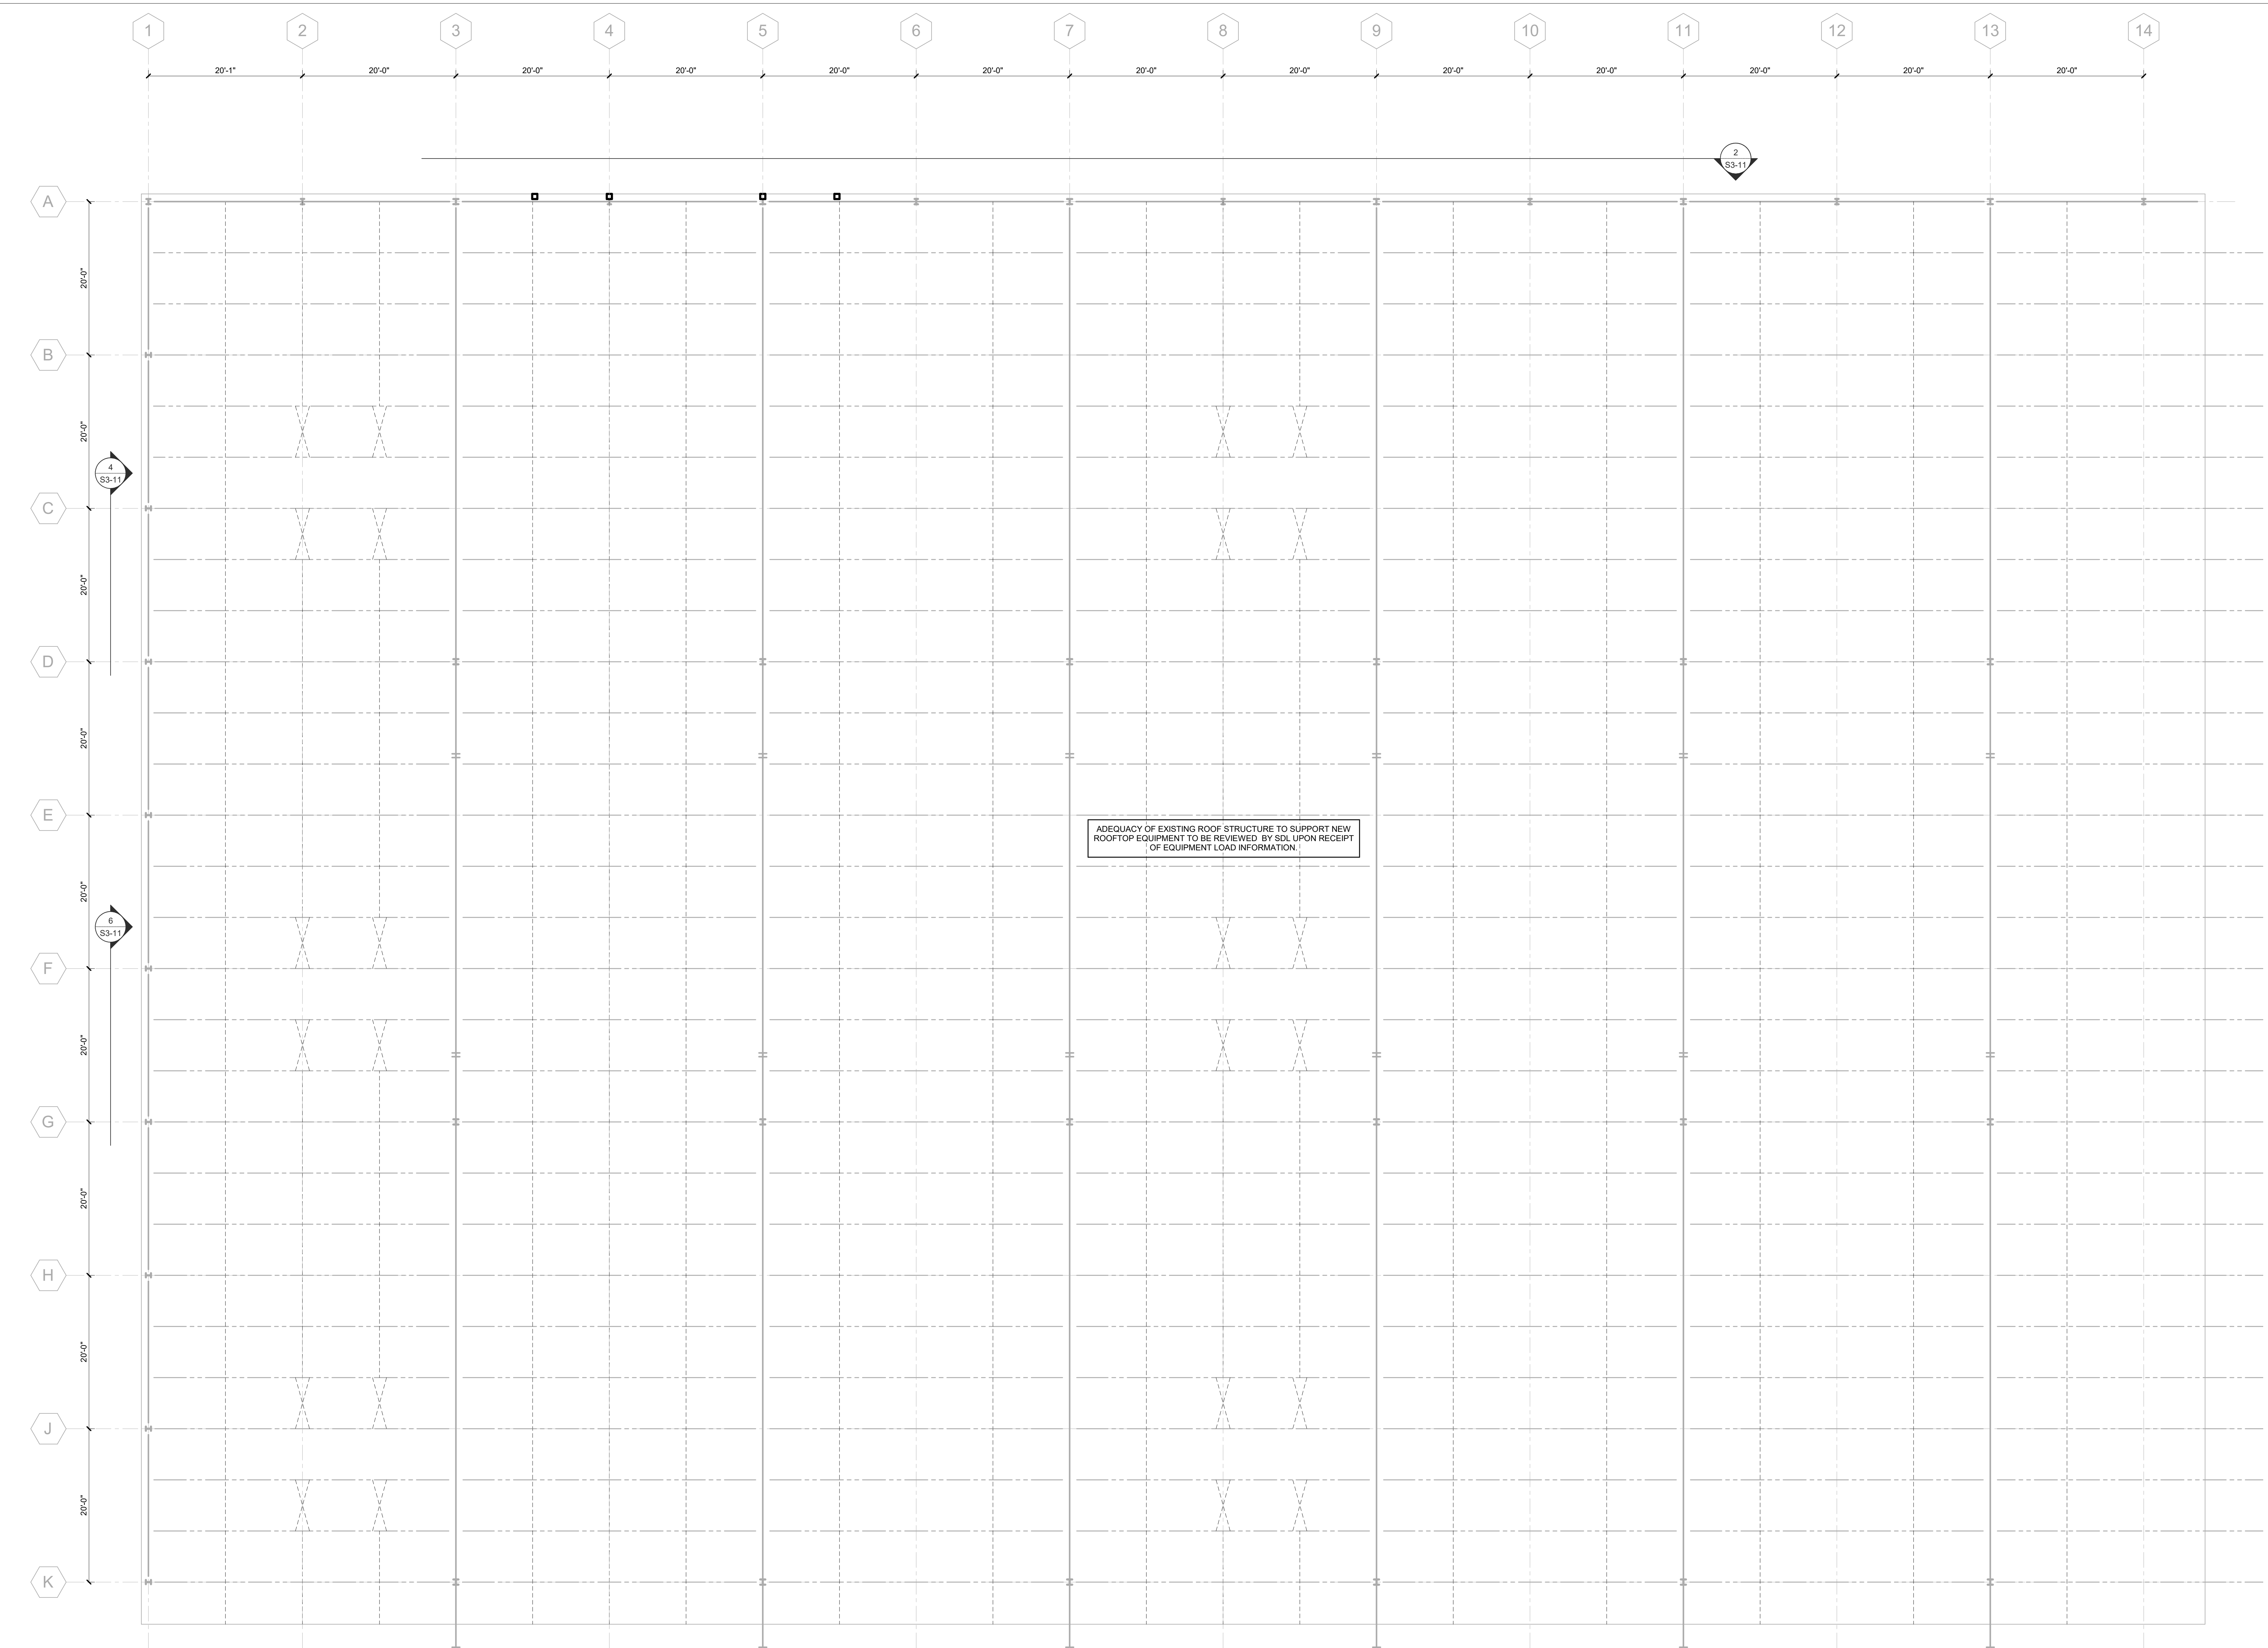 1 2 3 4 5 6 7 8 9 10 11 12 13 14
20'-1" 20'-0" 20'-0" 20'-0" 20'-0" 20'-0" 20'-0" 20'-0" 20'-0" 20'-0" 20'-0" 20'-0" 20'-0"
2
S3-11
A
20'-0"
B
20'-0"
4
S3-11
C
20'-0"
D
20'-0"
E
ADEQUACY OF EXISTING ROOF STRUCTURE TO SUPPORT NEW
ROOFTOP EQUIPMENT TO BE REVIEWED BY SDL UPON RECEIPT
OF EQUIPMENT LOAD INFORMATION.
20'-0"
6
S3-11
F
20'-0"
G
20'-0"
H
20'-0"
J
20'-0"
K